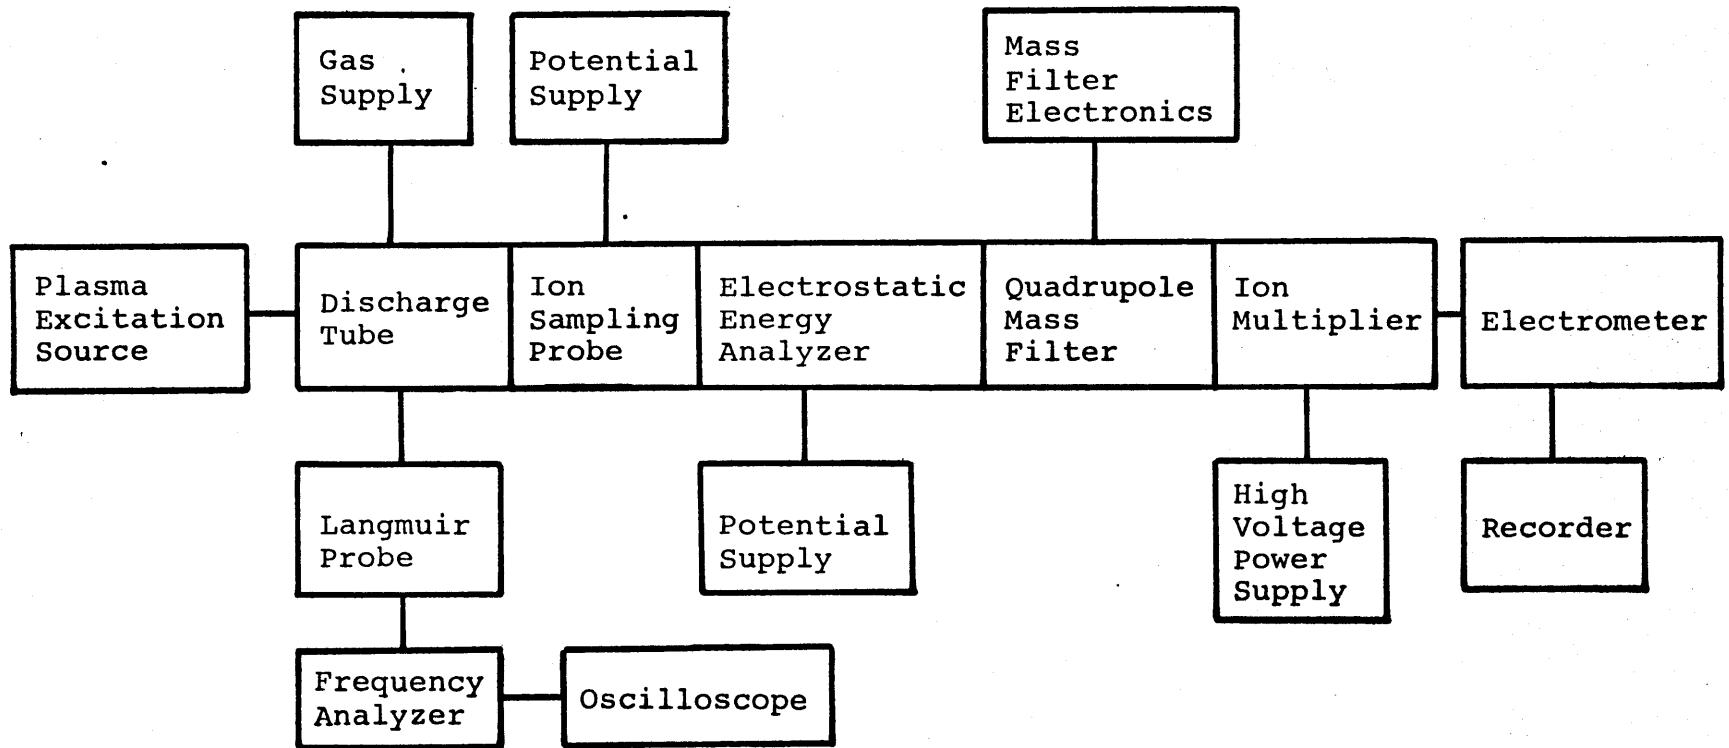 Gas
Supply
Potential
Supply
Mass
Filter
Electronics
Plasma
Excitation
Source
Discharge
Tube
Ion
Sampling
Probe
Electrostatic
Energy
Analyzer
Quadrupole
Mass
Filter
Ion
Multiplier
Electrometer
Langmuir
Probe
Potential
Supply
High
Voltage
Power
Supply
Recorder
Frequency
Analyzer
Oscilloscope